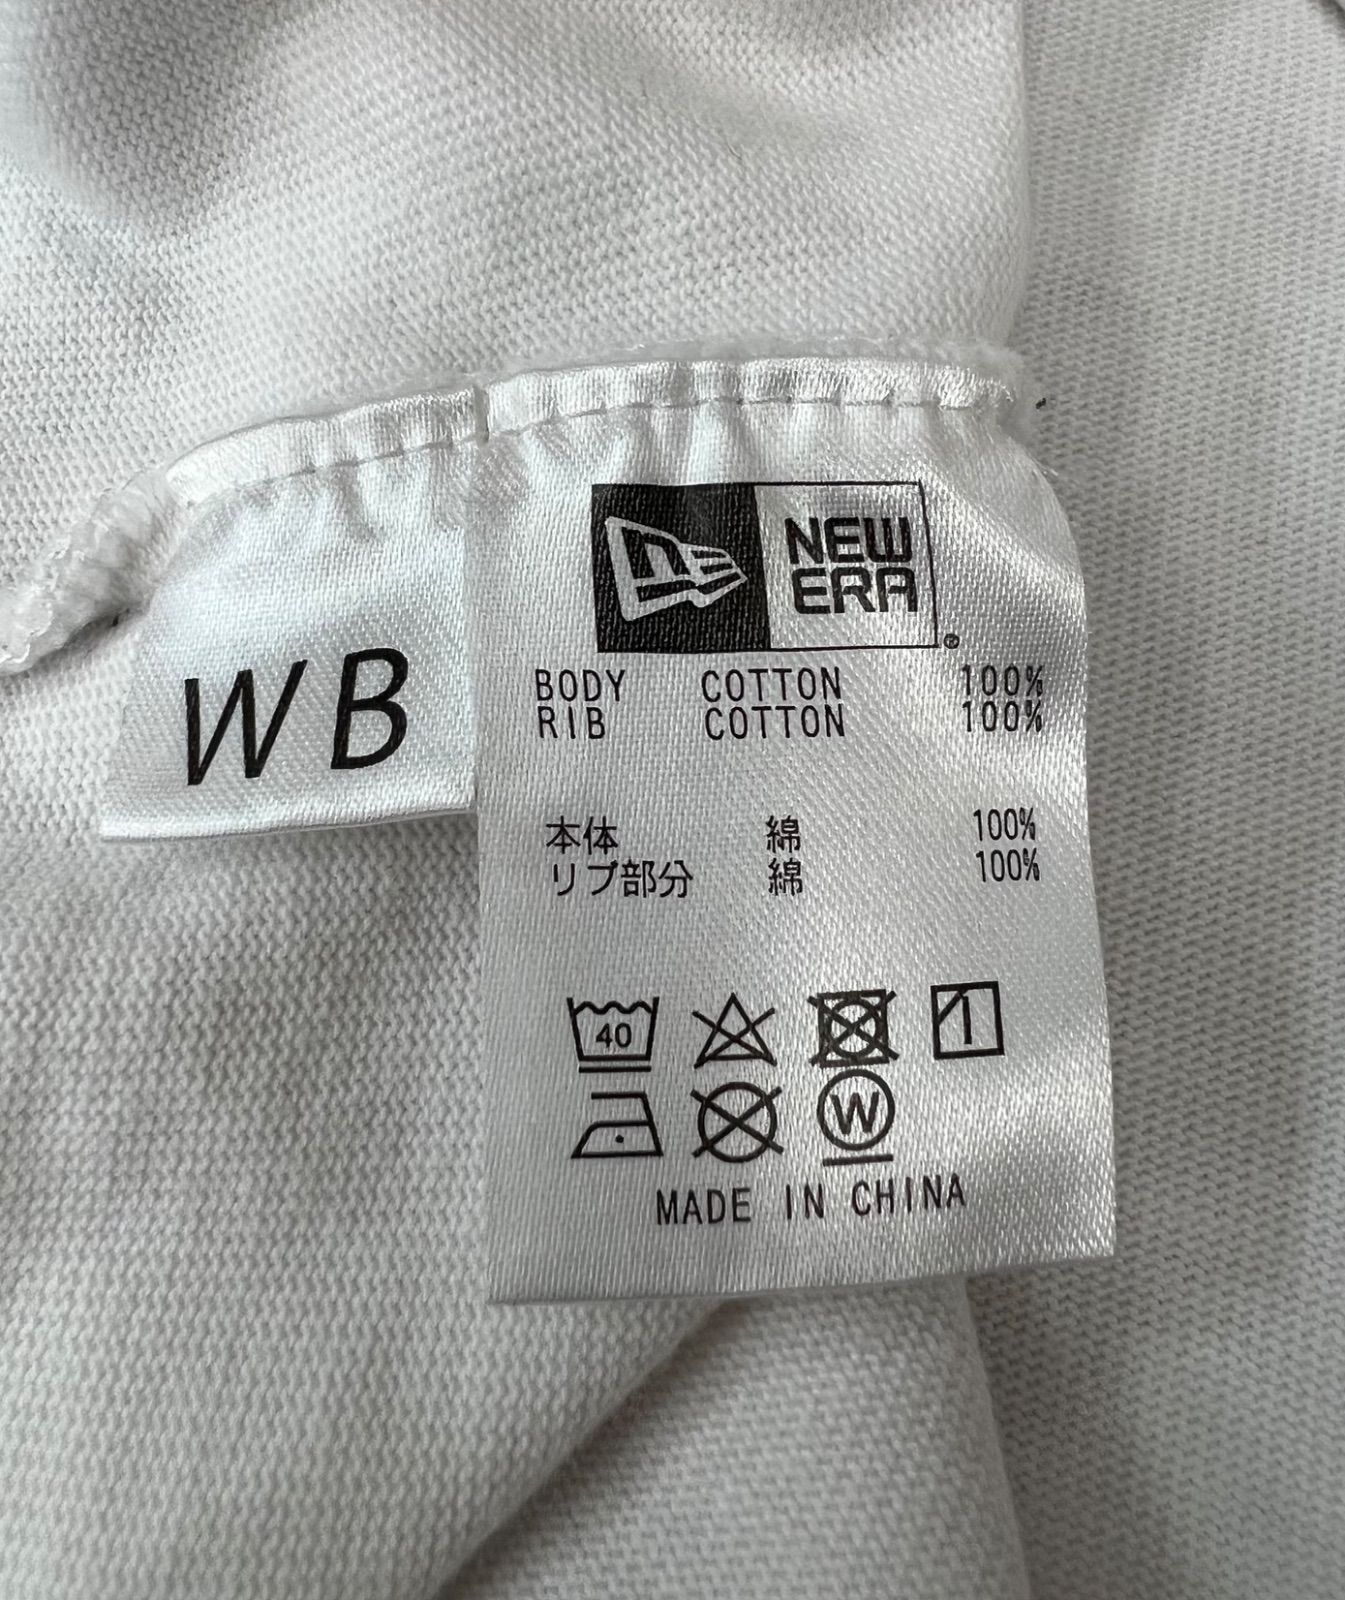 NEW
ERA
®
WB
BODY COTTON 100%
RIB COTTON 100%
本体 綿 100%
リブ部分 綿 100%
40
W
MADE IN CHINA